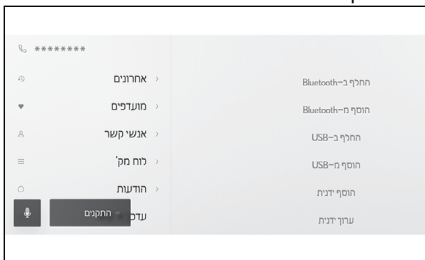 ********
אחרונים
מועדפים
אנשי קשר
לוח מק'
הודעות
התקנים
החלף ב-Bluetooth
הוסף מ-Bluetooth
החלף ב-USB
הוסף מ-USB
הוסף ידנית
ערוך ידנית